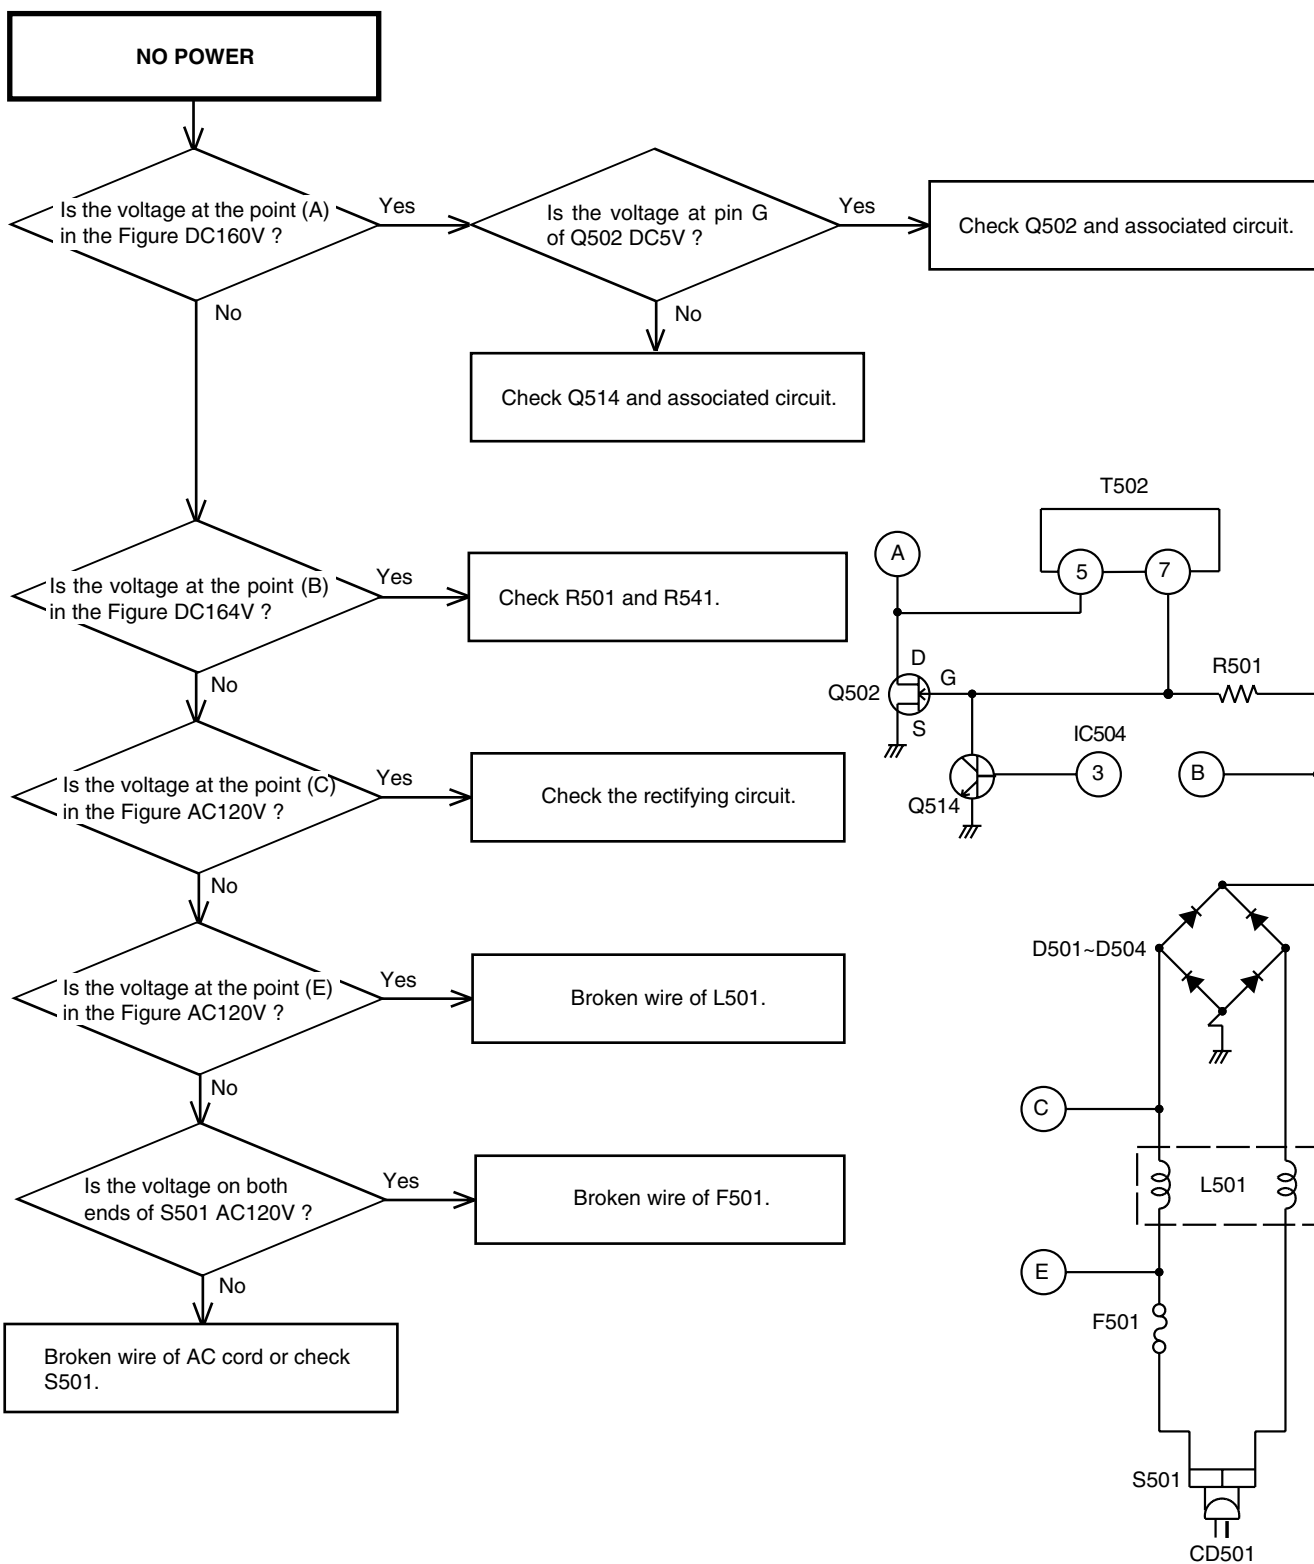 NO POWER
Is the voltage at the point (A)
in the Figure DC160V ?
Yes
No
Is the voltage at pin G
of Q502 DC5V ?
Yes
No
Check Q502 and associated circuit.
Check Q514 and associated circuit.
Is the voltage at the point (B)
in the Figure DC164V ?
Yes
No
Check R501 and R541.
Is the voltage at the point (C)
in the Figure AC120V ?
Yes
No
Check the rectifying circuit.
Is the voltage at the point (E)
in the Figure AC120V ?
Yes
No
Broken wire of L501.
Is the voltage on both
ends of S501 AC120V ?
Yes
No
Broken wire of F501.
Broken wire of AC cord or check
S501.
T502
A
5
7
D
G
Q502
S
R501
IC504
3
B
Q514
D501~D504
C
L501
E
F501
S501
CD501